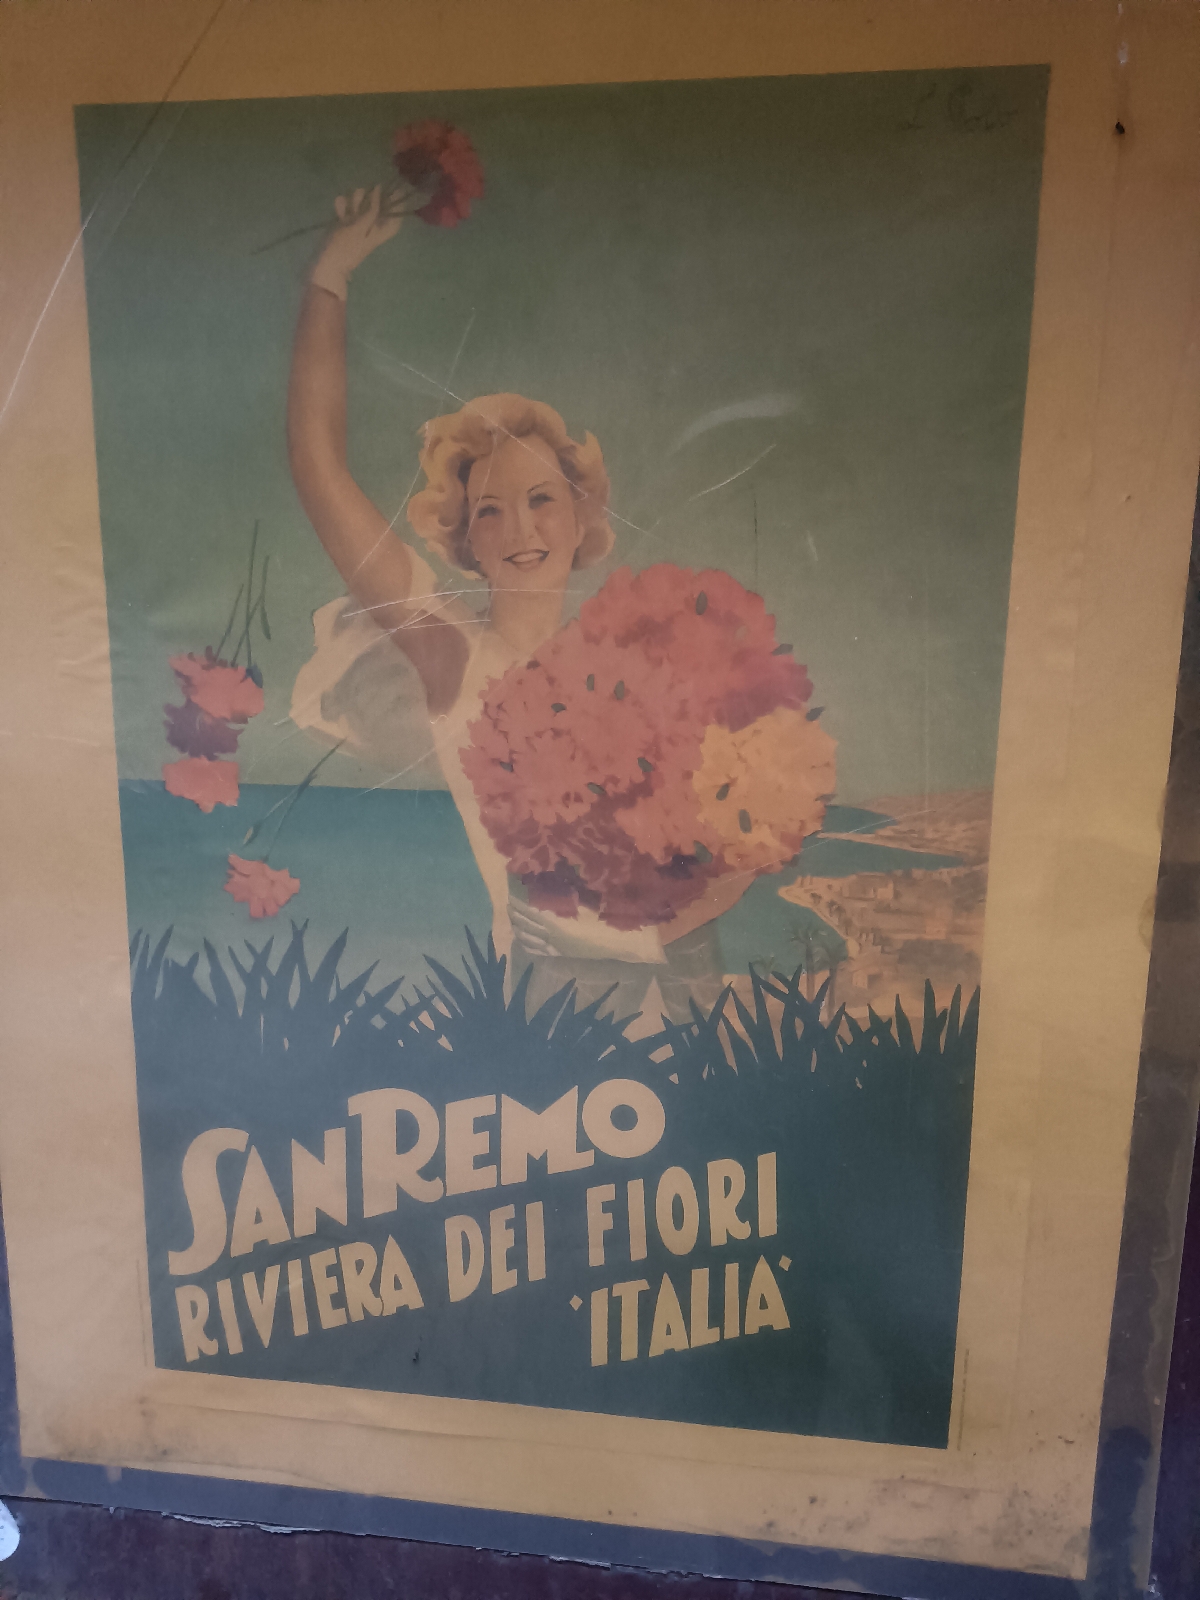 SANREMO
RIVIERA DEI FIORI
·ITALIA·